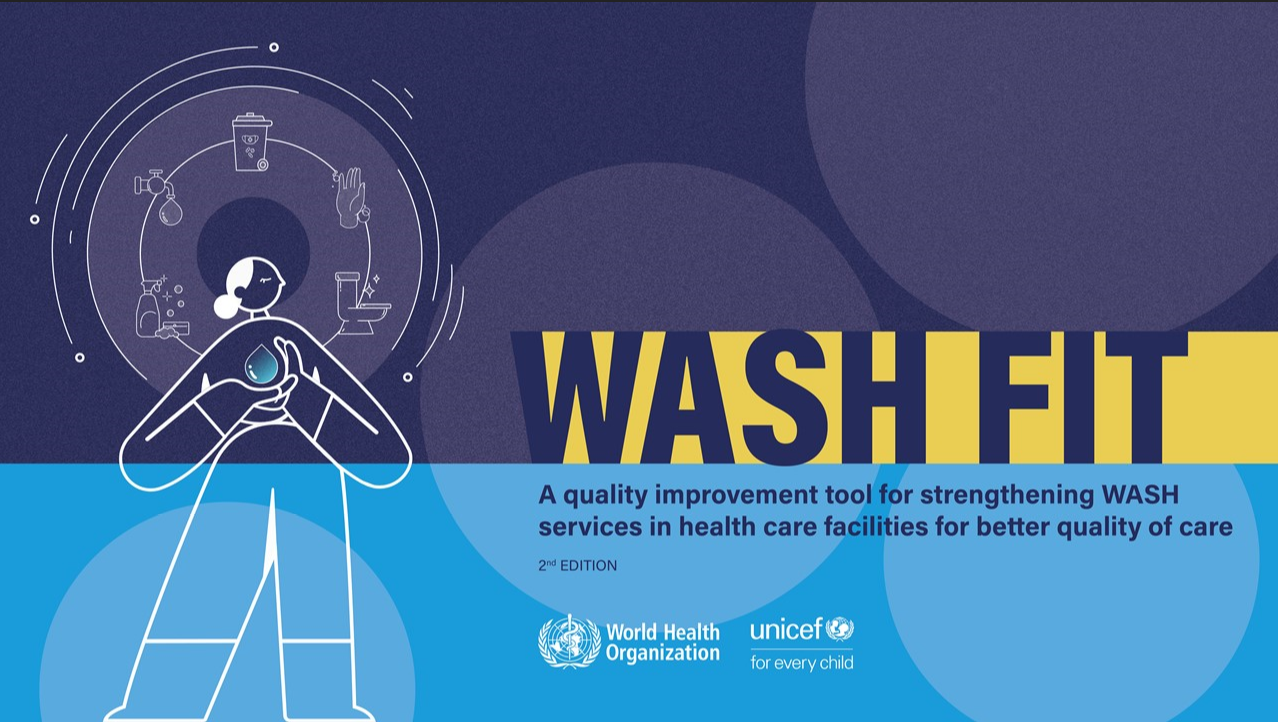 WASH FIT
A quality improvement tool for strengthening WASH
services in health care facilities for better quality of care
2nd EDITION
World Health
Organization
unicef
for every child